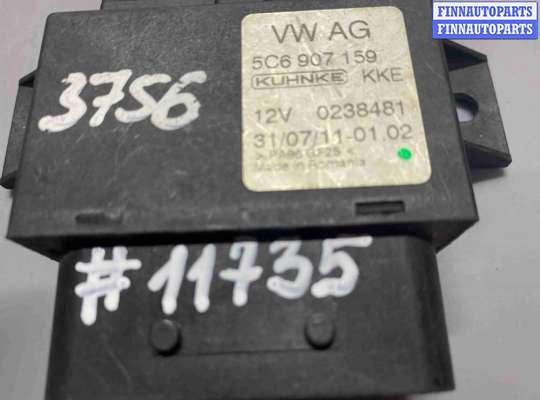 FINNAUTOPARTS
FINNAUTOPARTS
VW AG
5C6 907 159
KUHNKE KKE
12V 0238481
31/07/11-01.02
Made in Romania
3756
#11735